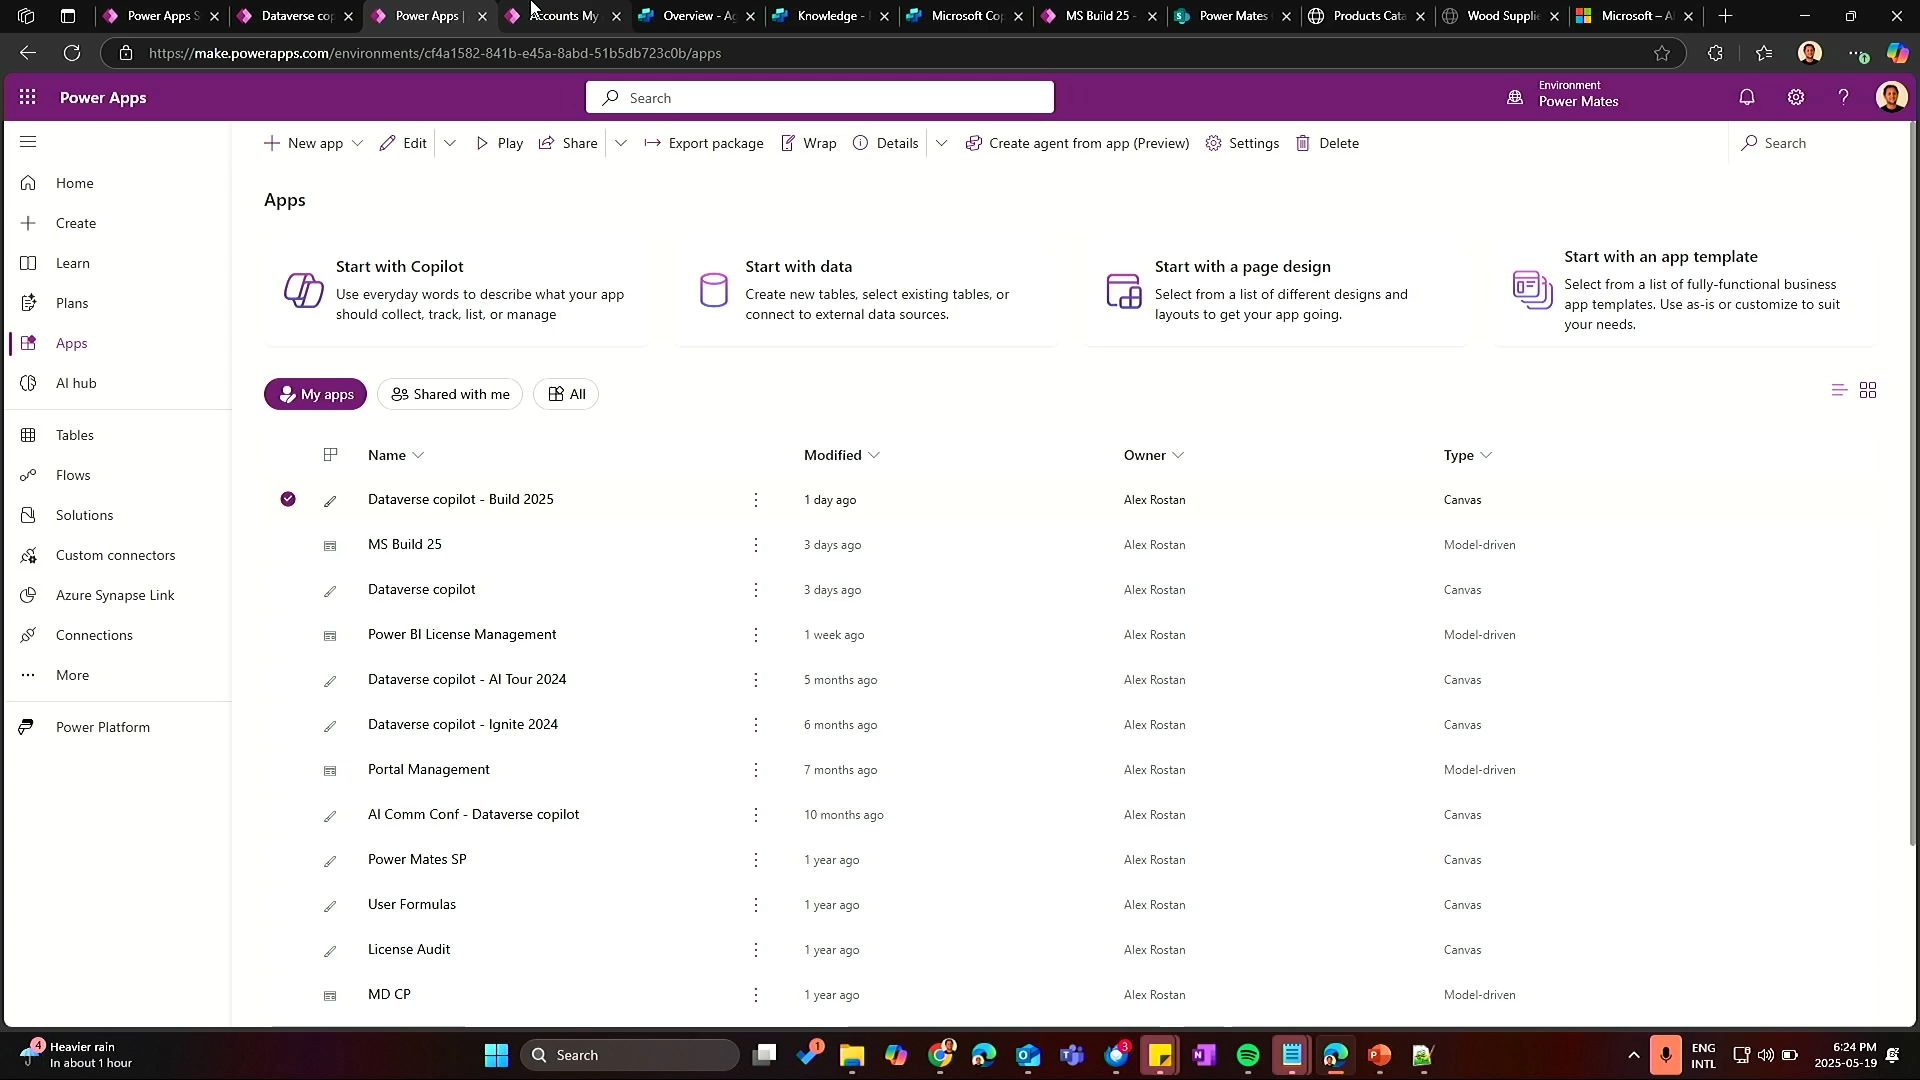 Power Apps S
Dataverse cop
Power Apps |
Accounts My
Overview - Ag
Knowledge -
Microsoft Cop
MS Build 25 -
Power Mates
Products Cata
Wood Supplie
Microsoft – A
https://make.powerapps.com/environments/cf4a1582-841b-e45a-8abd-51b5db723c0b/apps
Power Apps
Search
Environment
Power Mates
New app
Edit
Play
Share
Export package
Wrap
Details
Create agent from app (Preview)
Settings
Delete
Search
Home
Create
Learn
Plans
Apps
AI hub
Tables
Flows
Solutions
Custom connectors
Azure Synapse Link
Connections
More
Power Platform
Apps
Start with Copilot
Use everyday words to describe what your app
should collect, track, list, or manage
Start with data
Create new tables, select existing tables, or
connect to external data sources.
Start with a page design
Select from a list of different designs and
layouts to get your app going.
Start with an app template
Select from a list of fully-functional business
app templates. Use as-is or customize to suit
your needs.
My apps
Shared with me
All
Name Modified Owner Type
Dataverse copilot - Build 2025 1 day ago Alex Rostan Canvas
MS Build 25 3 days ago Alex Rostan Model-driven
Dataverse copilot 3 days ago Alex Rostan Canvas
Power BI License Management 1 week ago Alex Rostan Model-driven
Dataverse copilot - AI Tour 2024 5 months ago Alex Rostan Canvas
Dataverse copilot - Ignite 2024 6 months ago Alex Rostan Canvas
Portal Management 7 months ago Alex Rostan Model-driven
AI Comm Conf - Dataverse copilot 10 months ago Alex Rostan Canvas
Power Mates SP 1 year ago Alex Rostan Canvas
User Formulas 1 year ago Alex Rostan Canvas
License Audit 1 year ago Alex Rostan Canvas
MD CP 1 year ago Alex Rostan Model-driven
4
Heavier rain
In about 1 hour
Search
1
3
ENG
INTL
6:24 PM
2025-05-19